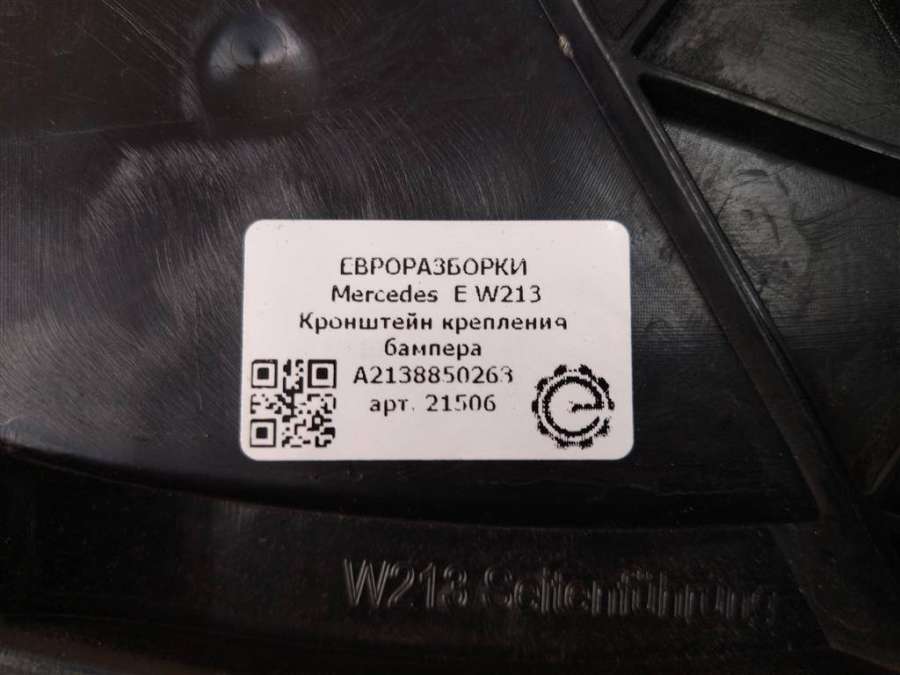 ЕВРОРАЗБОРКИ
Mercedes E W213
Кронштейн крепления
бампера
A2138850263
арт. 21506
W213 Seitenführung